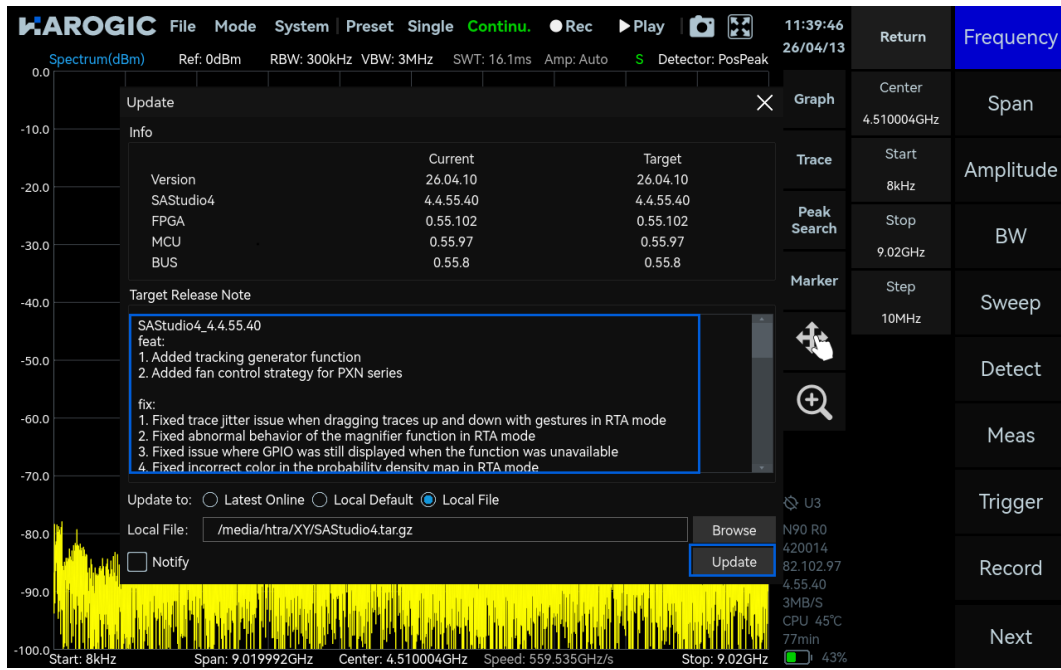 HAROGIC File Mode System Preset Single Continu. Rec Play 11:39:46
26/04/13
Spectrum(dBm) Ref: 0dBm RBW: 300kHz VBW: 3MHz SWT: 16.1ms Amp: Auto S Detector: PosPeak
0.0
-10.0
-20.0
-30.0
-40.0
-50.0
-60.0
-70.0
-80.0
-90.0
-100.0
Update
Info
Current Target
Version 26.04.10 26.04.10
SAStudio4 4.4.55.40 4.4.55.40
FPGA 0.55.102 0.55.102
MCU 0.55.97 0.55.97
BUS 0.55.8 0.55.8
Target Release Note
SAStudio4_4.4.55.40
feat:
1. Added tracking generator function
2. Added fan control strategy for PXN series
fix:
1. Fixed trace jitter issue when dragging traces up and down with gestures in RTA mode
2. Fixed abnormal behavior of the magnifier function in RTA mode
3. Fixed issue where GPIO was still displayed when the function was unavailable
4. Fixed incorrect color in the probability density map in RTA mode
Update to: Latest Online Local Default Local File
Local File: /media/htra/XY/SAStudio4.tar.gz Browse
Notify Update
Start: 8kHz Span: 9.019992GHz Center: 4.510004GHz Speed: 559.535GHz/s Stop: 9.02GHz
Graph
Trace
Peak
Search
Marker
U3
N90 R0
420014
82.102.97
4.55.40
3MB/S
CPU 45°C
77min
43%
Return
Center
4.510004GHz
Start
8kHz
Stop
9.02GHz
Step
10MHz
Frequency
Span
Amplitude
BW
Sweep
Detect
Meas
Trigger
Record
Next